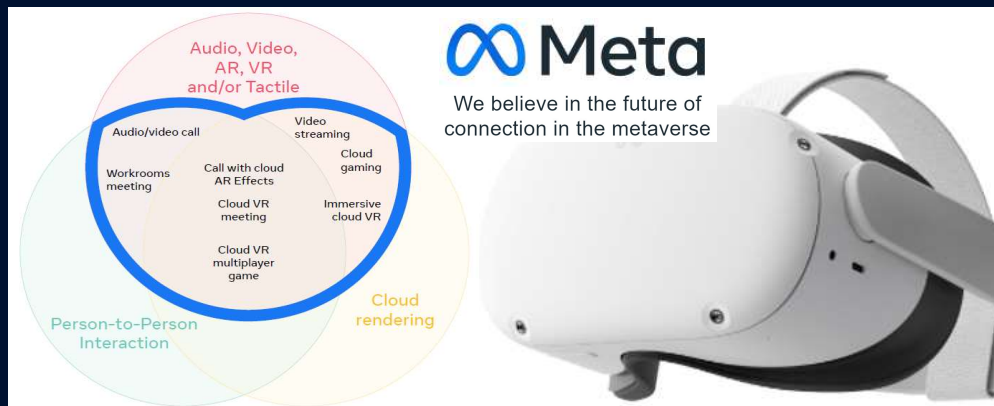 Audio, Video,
AR, VR
and/or Tactile
Audio/video call
Video
streaming
Cloud
gaming
Workrooms
meeting
Call with cloud
AR Effects
Cloud VR
meeting
Immersive
cloud VR
Cloud VR
multiplayer
game
Person-to-Person
Interaction
Cloud
rendering
Meta
We believe in the future of
connection in the metaverse